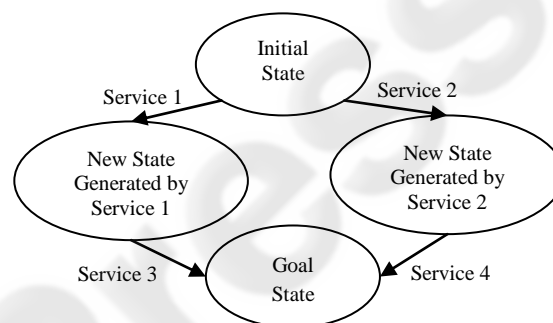 Initial
State
Service 1
Service 2
New State
Generated by
Service 1
New State
Generated by
Service 2
Service 3
Goal
State
Service 4